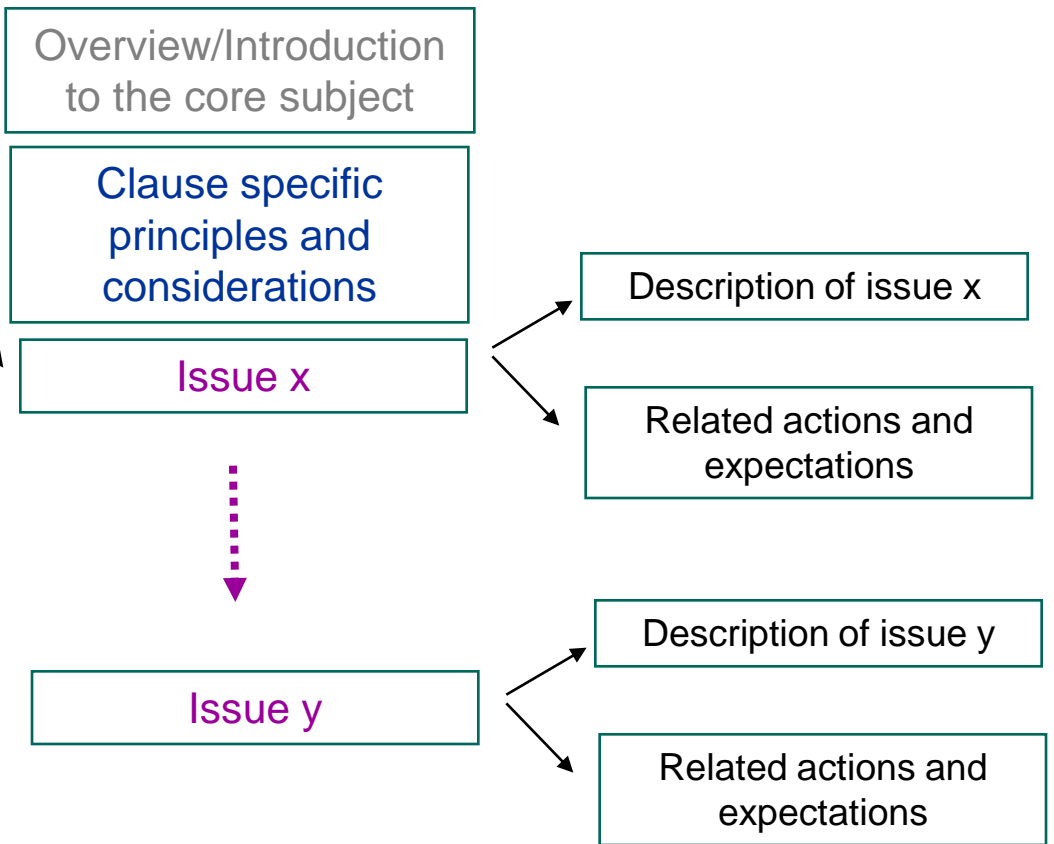 Overview/Introduction
to the core subject
Clause specific
principles and
considerations
Issue x
Description of issue x
Related actions and
expectations
Issue y
Description of issue y
Related actions and
expectations